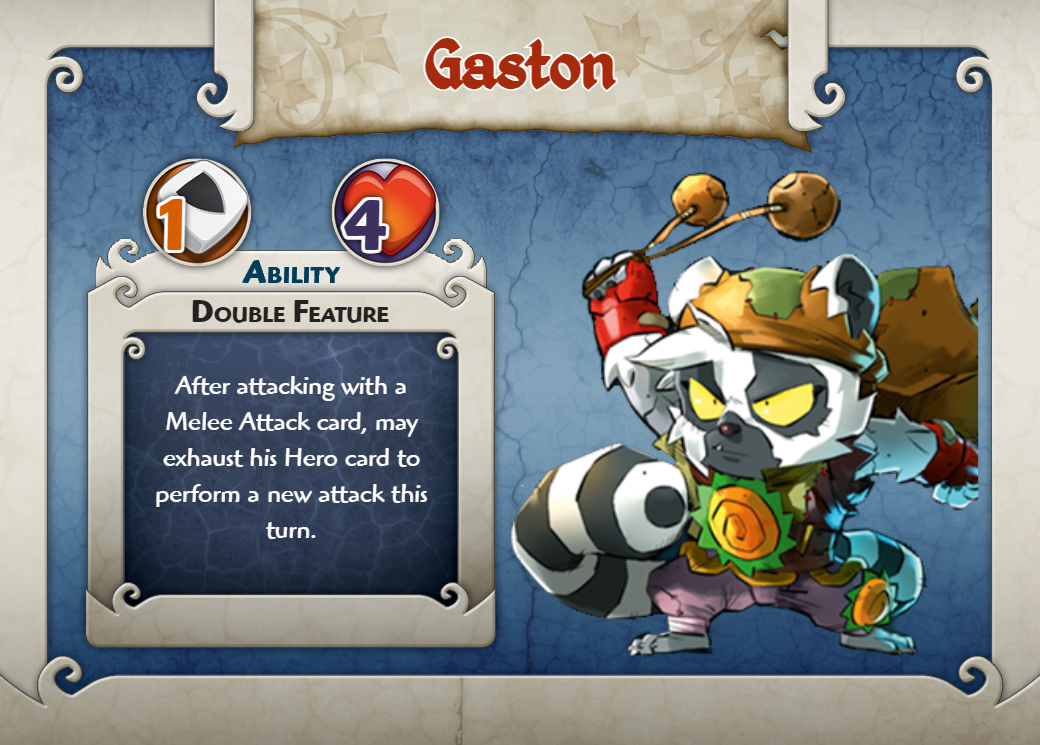 Gaston
1 4
Ability
Double Feature
After attacking with a
Melee Attack card, may
exhaust his Hero card to
perform a new attack this
turn.